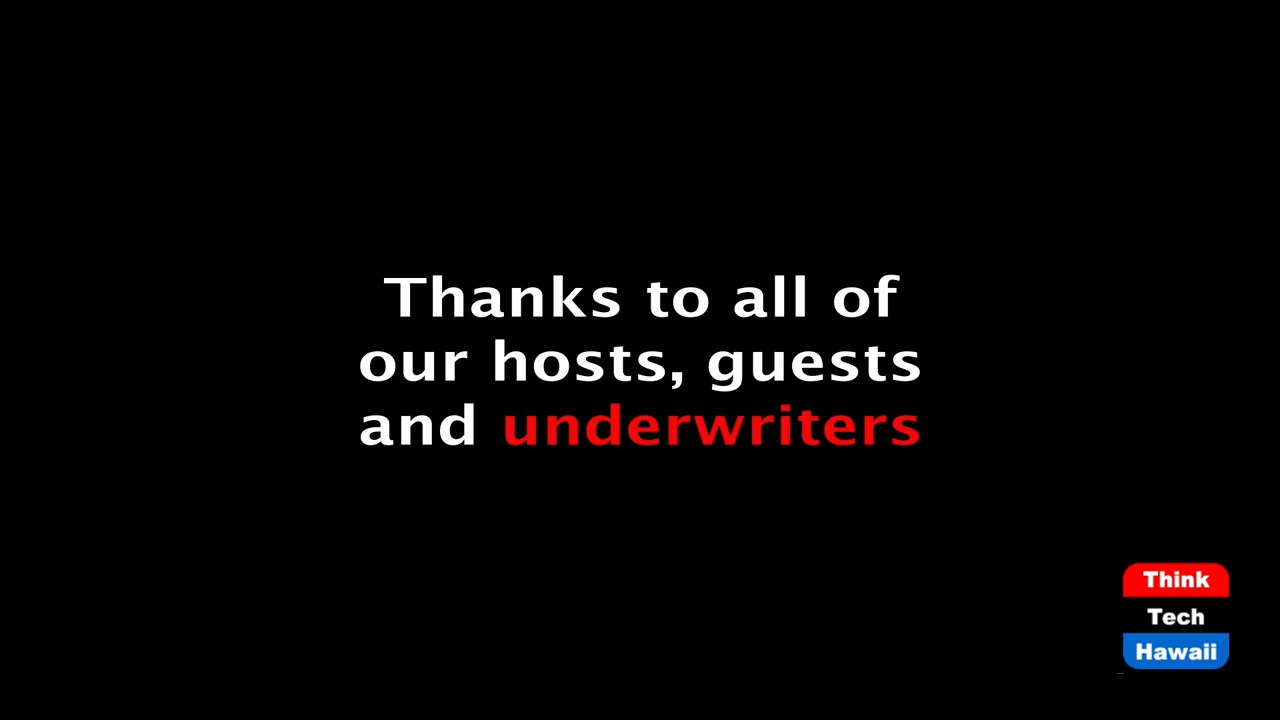 Thanks to all of
our hosts, guests
and underwriters
Think
Tech
Hawaii